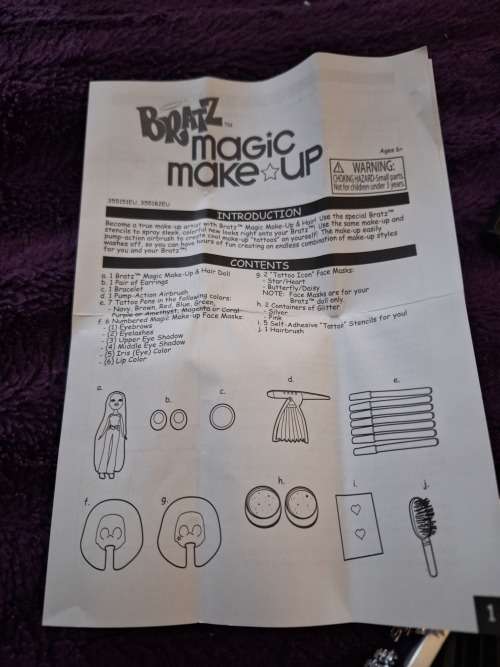 BRATZ™
magic
make☆up
Ages 6+
⚠ WARNING:
CHOKING HAZARD-Small parts.
Not for children under 3 years.
355151EU, 355182EU
INTRODUCTION
Become a true make-up artist with Bratz™ Magic Make-Up & Hair! Use the special Bratz™
stencils to spray sleek, colorful new looks right onto your Bratz™. Use the same make-up and
pump-action airbrush to create cool make-up "tattoos" on yourself! The make-up easily
washes off, so you can have hours of fun creating an endless combination of make-up styles
for you and your Bratz™
CONTENTS
a. 1 Bratz™ Magic Make-Up & Hair Doll
b. 1 Pair of Earrings
c. 1 Bracelet
d. 1 Pump-Action Airbrush
e. 7 Tattoo Pens in the following colors:
- Navy, Brown, Red, Blue, Green,
Purple or Amethyst, Magenta or Coral
f. 6 Numbered Magic Make-up Face Masks:
- (1) Eyebrows
- (2) Eyelashes
- (3) Upper Eye Shadow
- (4) Middle Eye Shadow
- (5) Iris (Eye) Color
- (6) Lip Color
g. 2 "Tattoo Icon" Face Masks:
- Star/Heart
- Butterfly/Daisy
NOTE: Face Masks are for your
Bratz™ doll only.
h. 2 Containers of Glitter
- Silver
- Pink
i. 5 Self-Adhesive "Tattoo" Stencils for you!
j. 1 Hairbrush
a.
b.
c.
d.
e.
f.
g.
h.
i.
j.
1